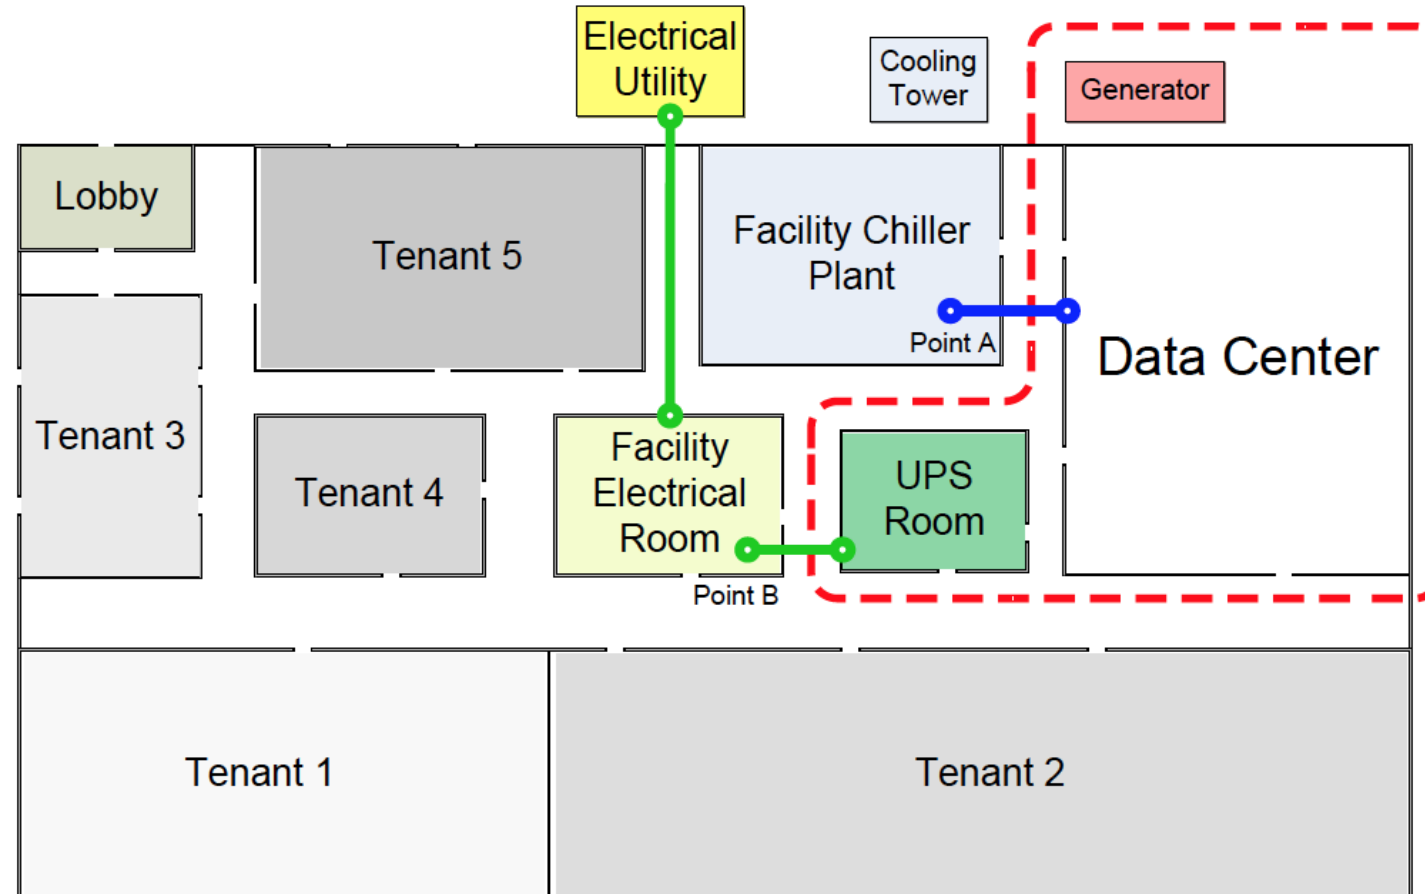 Electrical
Utility
Cooling
Tower
Generator
Lobby
Tenant 5
Facility Chiller
Plant
Point A
Data Center
Tenant 3
Tenant 4
Facility
Electrical
Room
UPS
Room
Point B
Tenant 1
Tenant 2